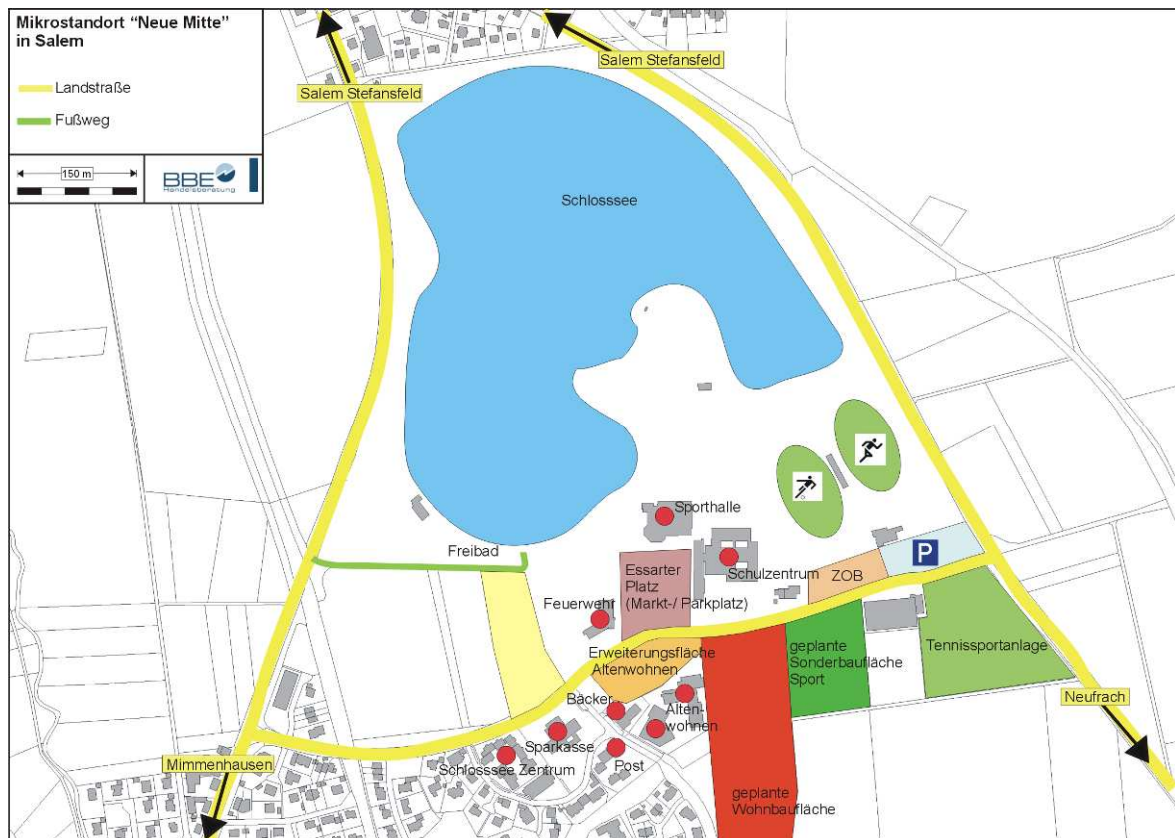 Mikrostandort "Neue Mitte"
in Salem
Landstraße
Fußweg
150 m
BBE
Handelsberatung
Salem Stefansfeld
Salem Stefansfeld
Schlosssee
Sporthalle
Freibad
Essarter
Platz
(Markt-/ Parkplatz)
Schulzentrum
ZOB
P
Feuerwehr
Erweiterungsfläche
Altenwohnen
geplante
Sonderbaufläche
Sport
Tennissportanlage
Bäcker
Alten-
wohnen
Neufrach
Sparkasse
Mimmenhausen
Schlosssee Zentrum
Post
geplante
Wohnbaufläche